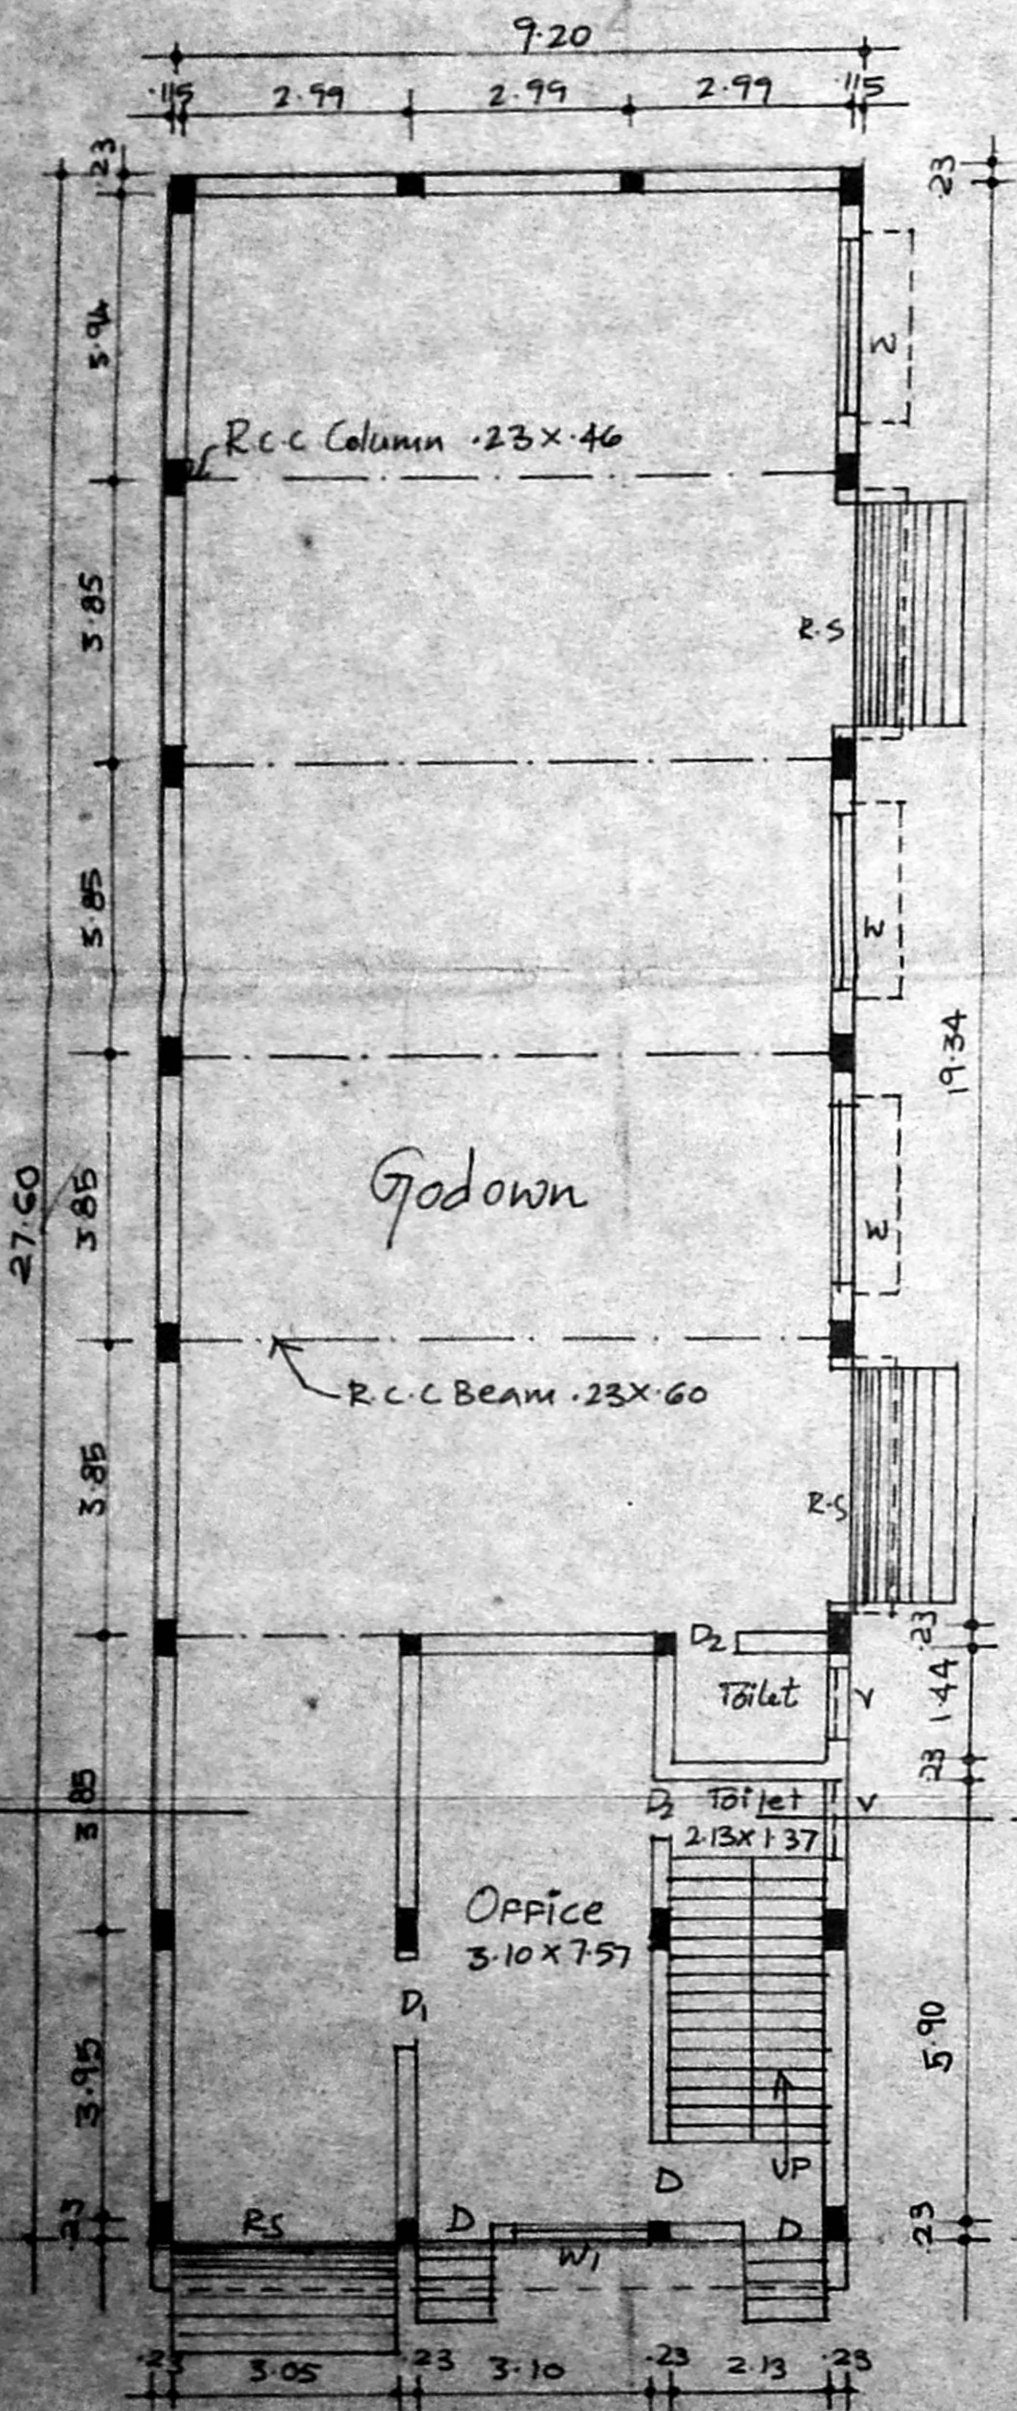 9.20
.115 2.99 2.99 2.99 .115
.23
.23
3.94
W
R.C.C Column .23 X .46
3.85
R.S
3.85
W
19.34
27.60
3.85
Godown
W
R.C.C Beam .23X.60
3.85
R.S
D2
.23
Toilet
V
1.44
.23
3.85
D2
Toilet
V
2.13X1.37
Office
3.10 X 7.57
D1
5.90
3.95
UP
D
.23
RS
D
W1
D
.23
.23 3.05 .23 3.10 .23 2.13 .23